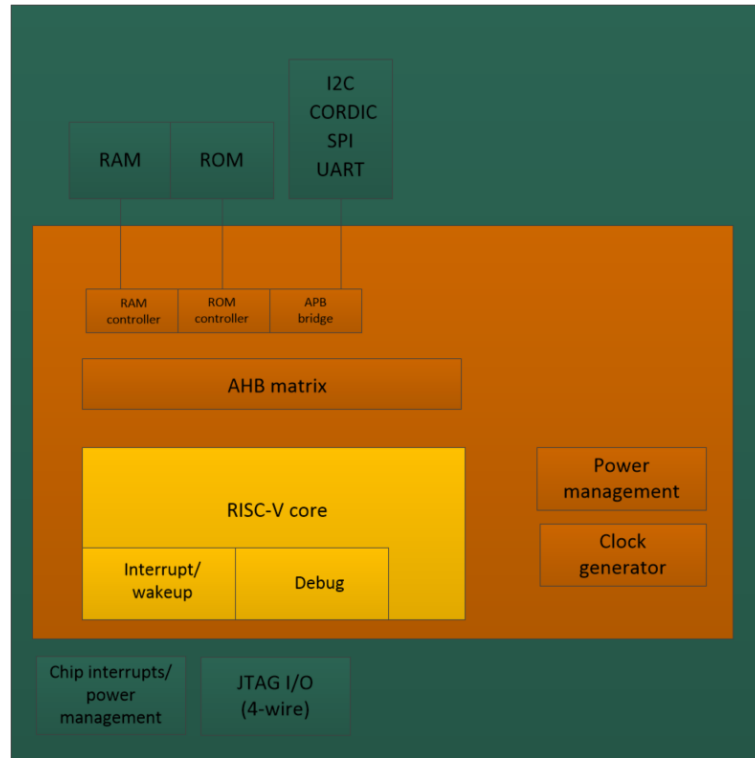 I2C
CORDIC
SPI
UART
RAM
ROM
RAM
controller
ROM
controller
APB
bridge
AHB matrix
RISC-V core
Interrupt/
wakeup
Debug
Power
management
Clock
generator
Chip interrupts/
power
management
JTAG I/O
(4-wire)